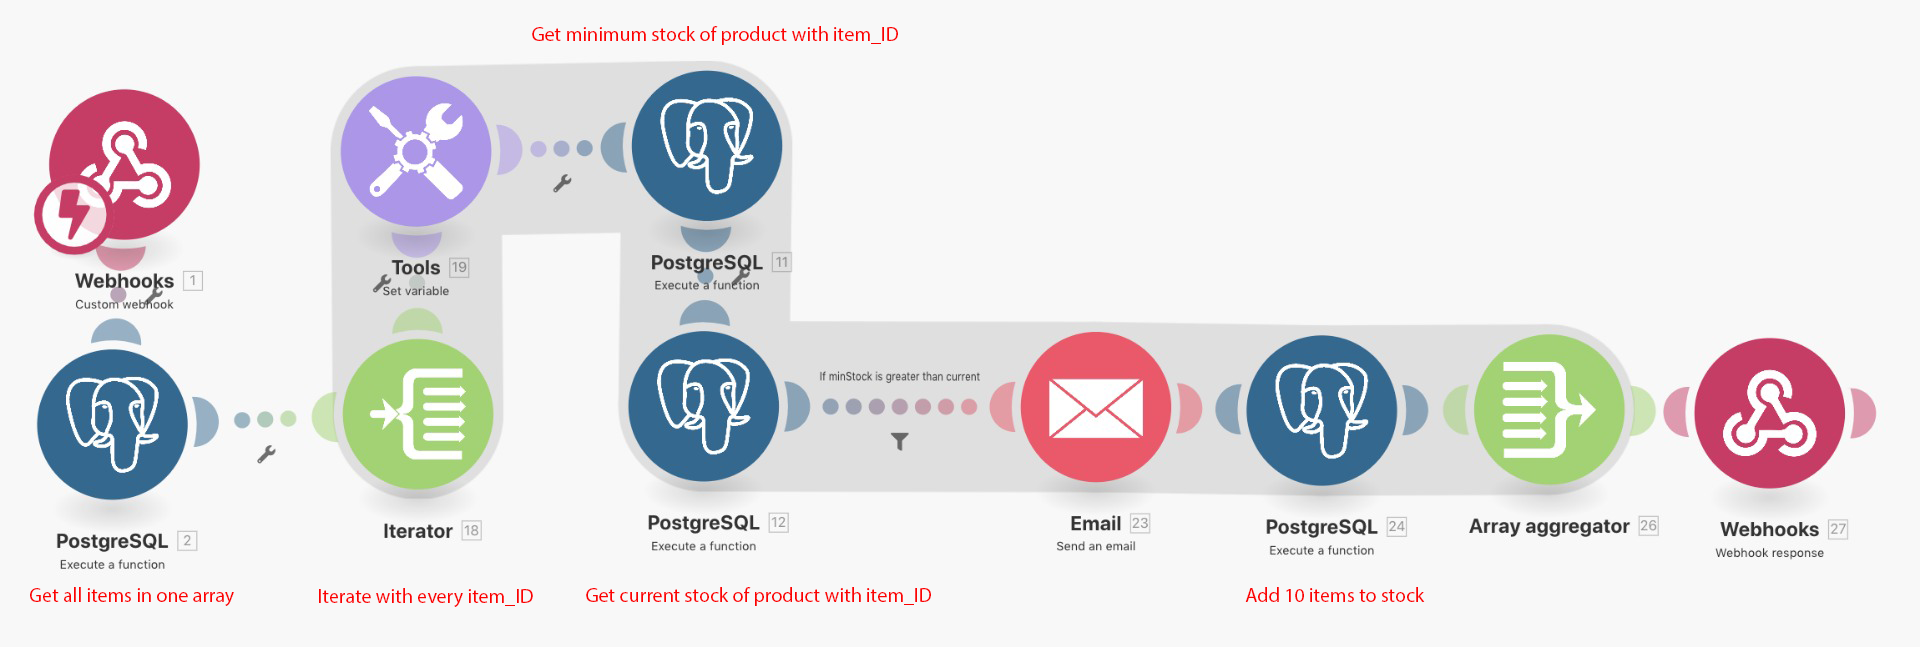 Get minimum stock of product with item_ID
Webhooks 1
Custom webhook
Tools 19
Set variable
PostgreSQL 11
Execute a function
If minStock is greater than current
PostgreSQL 2
Execute a function
Iterator 18
PostgreSQL 12
Execute a function
Email 23
Send an email
PostgreSQL 24
Execute a function
Array aggregator 26
Webhooks 27
Webhook response
Get all items in one array
Iterate with every item_ID
Get current stock of product with item_ID
Add 10 items to stock